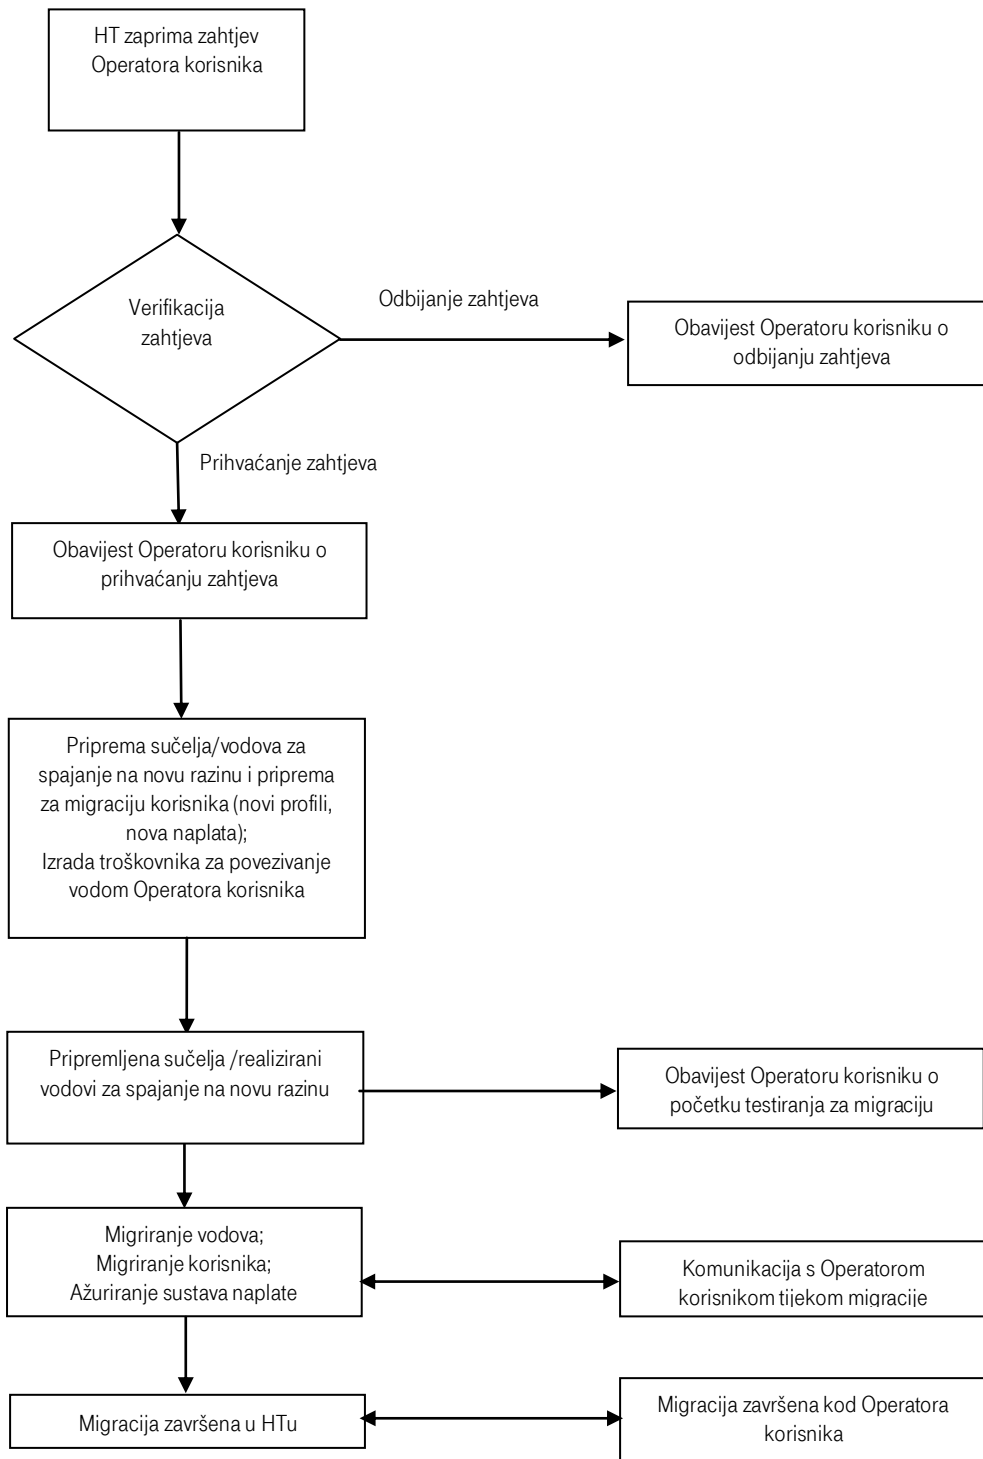 HT zaprima zahtjev
Operatora korisnika
Verifikacija
zahtjeva
Odbijanje zahtjeva
Obavijest Operatoru korisniku o
odbijanju zahtjeva
Prihvaćanje zahtjeva
Obavijest Operatoru korisniku o
prihvaćanju zahtjeva
Priprema sučelja/vodova za
spajanje na novu razinu i priprema
za migraciju korisnika (novi profili,
nova naplata);
Izrada troškovnika za povezivanje
vodom Operatora korisnika
Pripremljena sučelja /realizirani
vodovi za spajanje na novu razinu
Obavijest Operatoru korisniku o
početku testiranja za migraciju
Migriranje vodova;
Migriranje korisnika;
Ažuriranje sustava naplate
Komunikacija s Operatorom
korisnikom tijekom migracije
Migracija završena u HTu
Migracija završena kod Operatora
korisnika